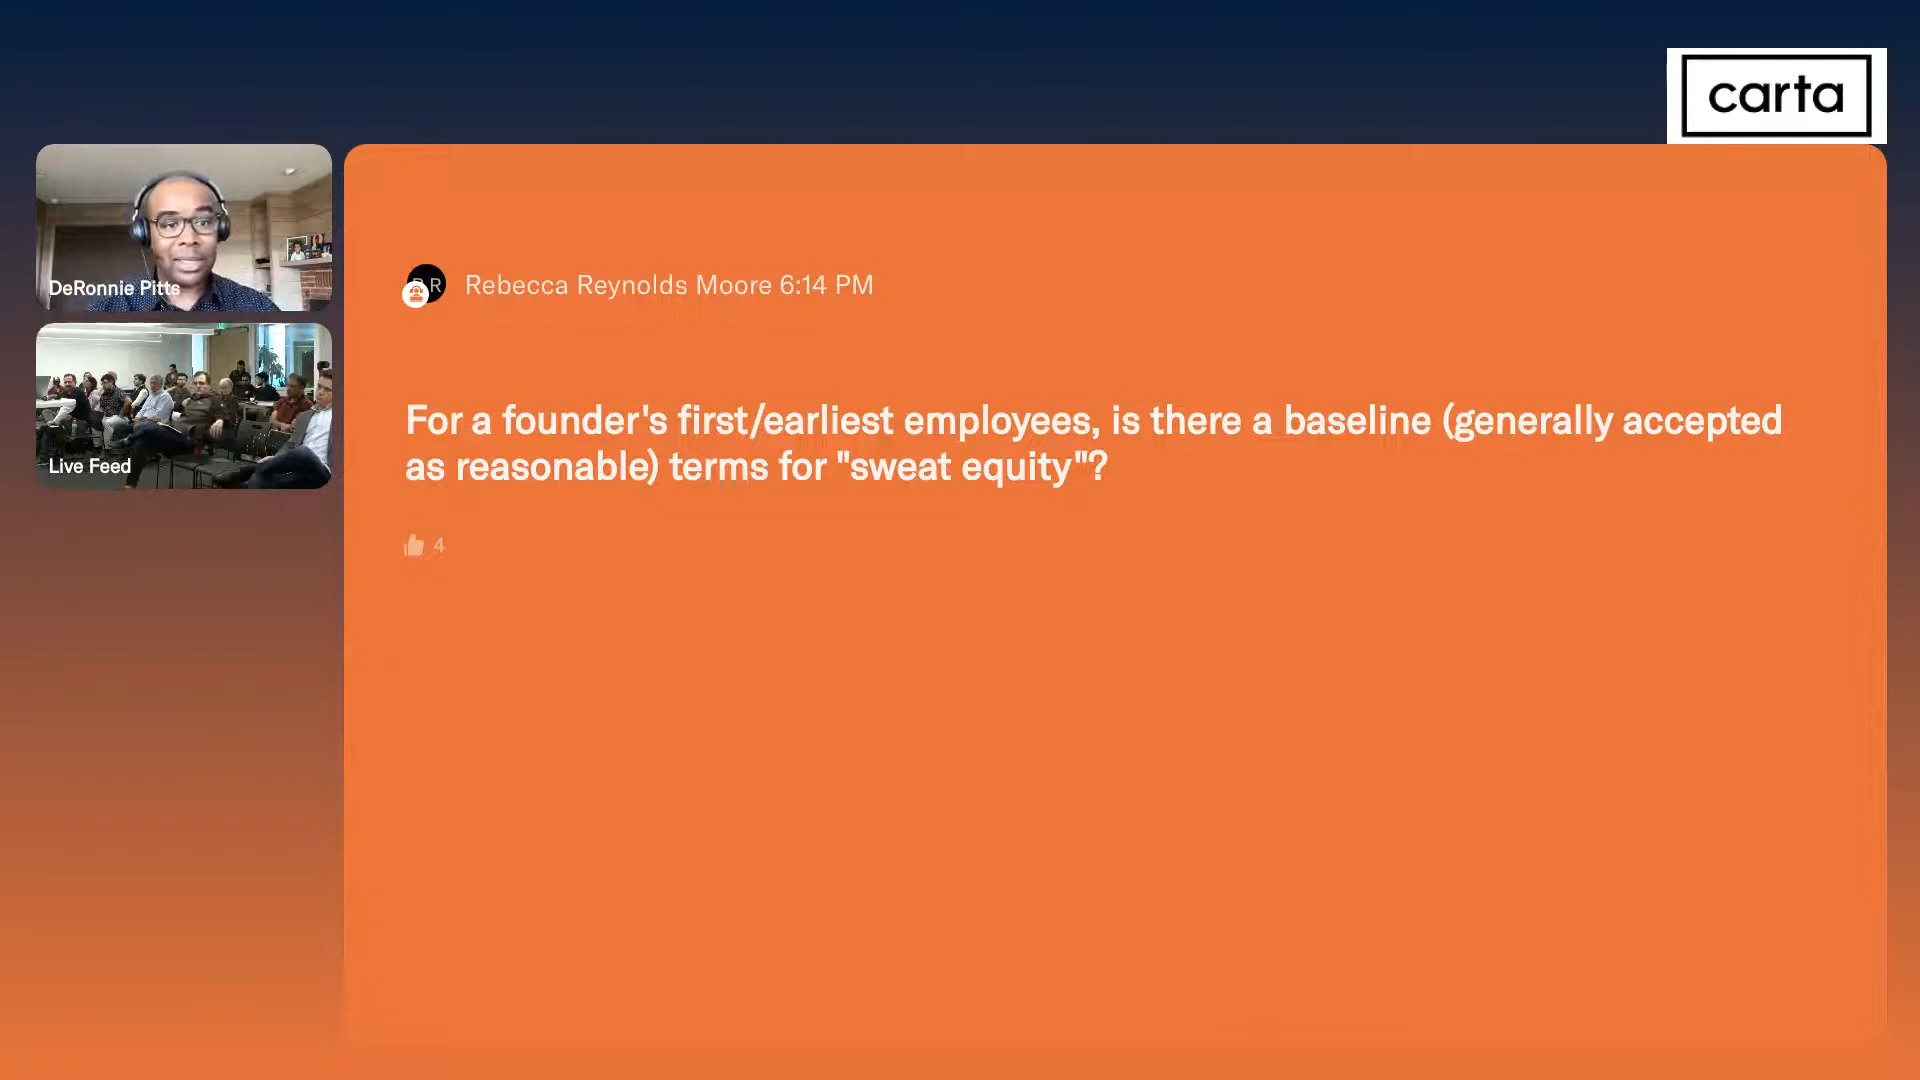 carta
DeRonnie Pitts
Live Feed
Rebecca Reynolds Moore 6:14 PM
For a founder's first/earliest employees, is there a baseline (generally accepted
as reasonable) terms for "sweat equity"?
4